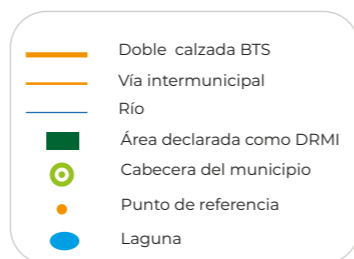 Doble calzada BTS
Vía intermunicipal
Río
Área declarada como DRMI
Cabecera del municipio
Punto de referencia
Laguna